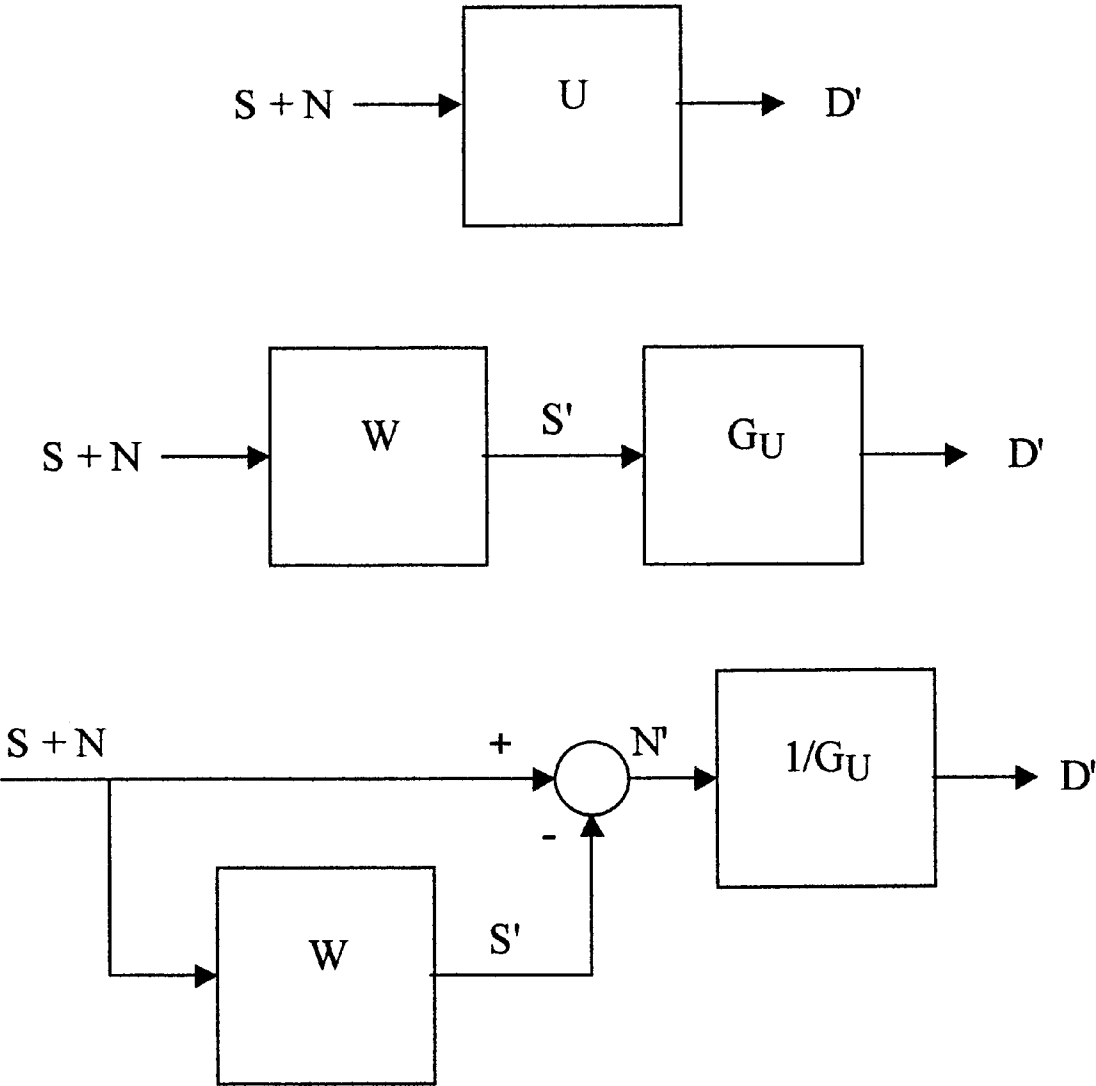 S + N U D'
S + N W S' G_U D'
S + N + N' 1/G_U D'
-
W S'